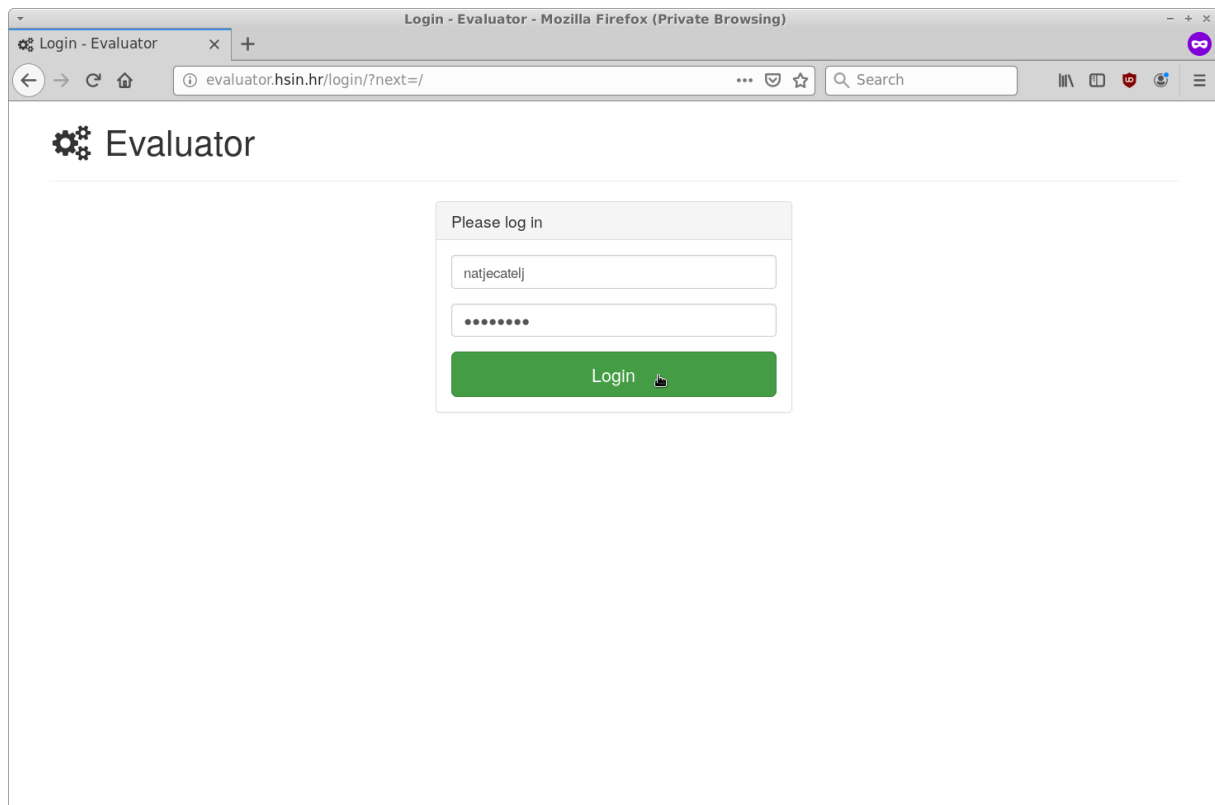 Login - Evaluator - Mozilla Firefox (Private Browsing)
Login - Evaluator
evaluator.hsin.hr/login/?next=/
Search
Evaluator
Please log in
natjecatelj
••••••••
Login